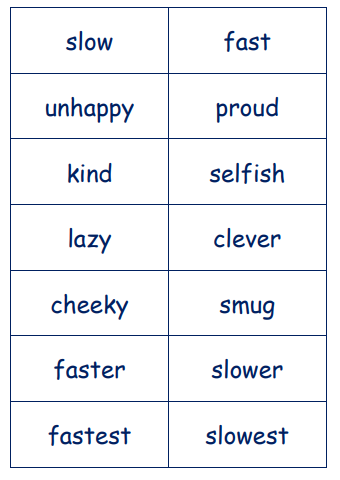 slow fast
unhappy proud
kind selfish
lazy clever
cheeky smug
faster slower
fastest slowest